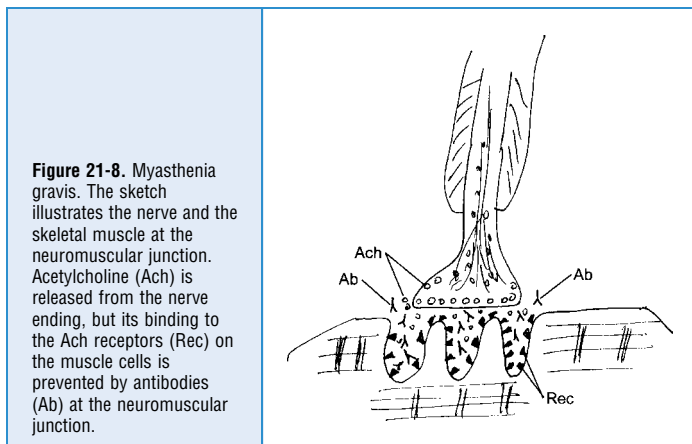 Figure 21-8. Myasthenia
gravis. The sketch
illustrates the nerve and the
skeletal muscle at the
neuromuscular junction.
Acetylcholine (Ach) is
released from the nerve
ending, but its binding to
the Ach receptors (Rec) on
the muscle cells is
prevented by antibodies
(Ab) at the neuromuscular
junction.
Ach
Ab
Ab
Rec